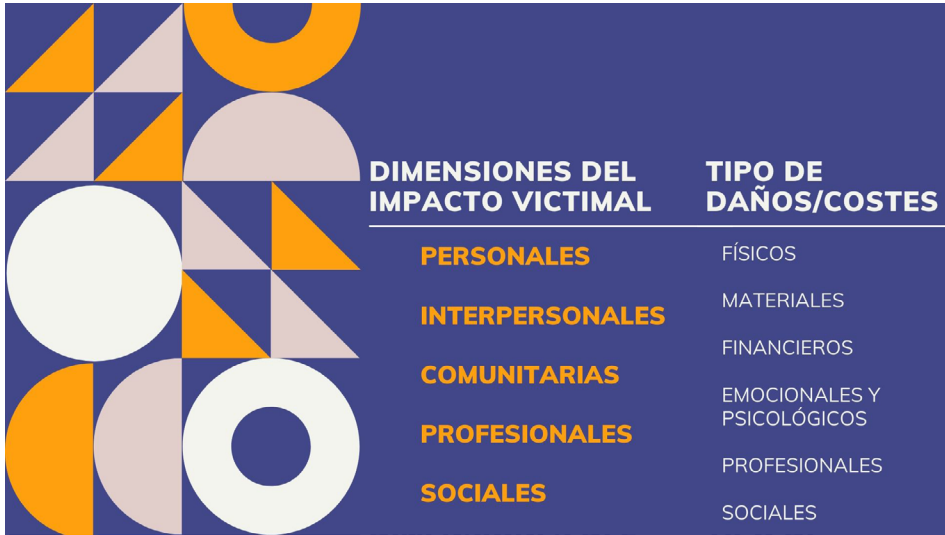 DIMENSIONES DEL
IMPACTO VICTIMAL
PERSONALES
INTERPERSONALES
COMUNITARIAS
PROFESIONALES
SOCIALES
TIPO DE
DAÑOS/COSTES
FÍSICOS
MATERIALES
FINANCIEROS
EMOCIONALES Y
PSICOLÓGICOS
PROFESIONALES
SOCIALES